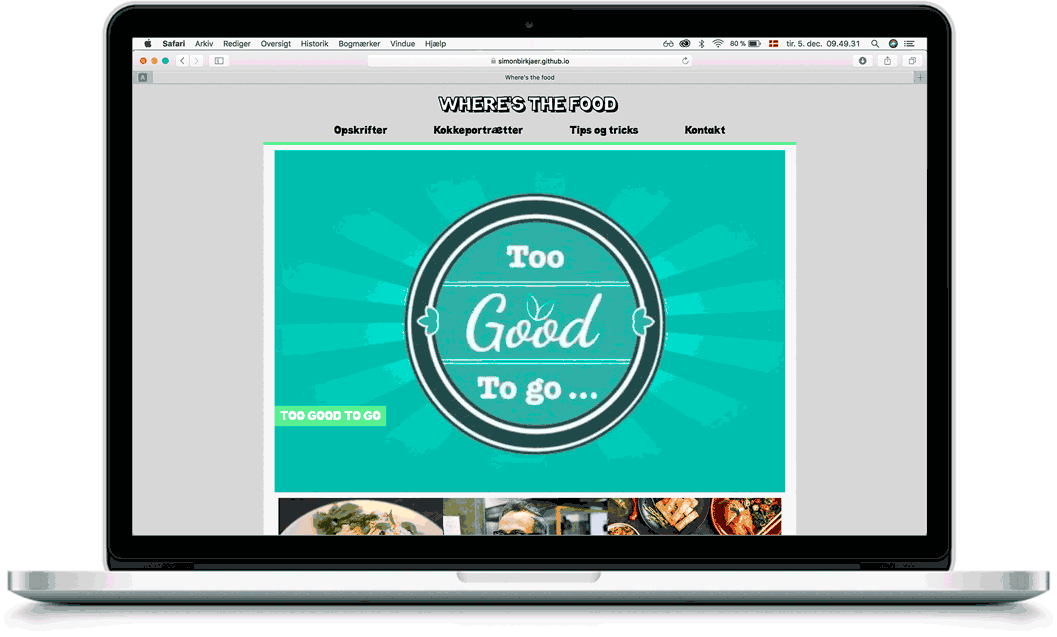 Safari Arkiv Rediger Oversigt Historik Bogmærker Vindue Hjælp 80 % tir. 5. dec. 09.49.31
simonbirkjaer.github.io
Where's the food
WHERE'S THE FOOD
Opskrifter Kokkeportrætter Tips og tricks Kontakt
Too
Good
To go ...
TOO GOOD TO GO